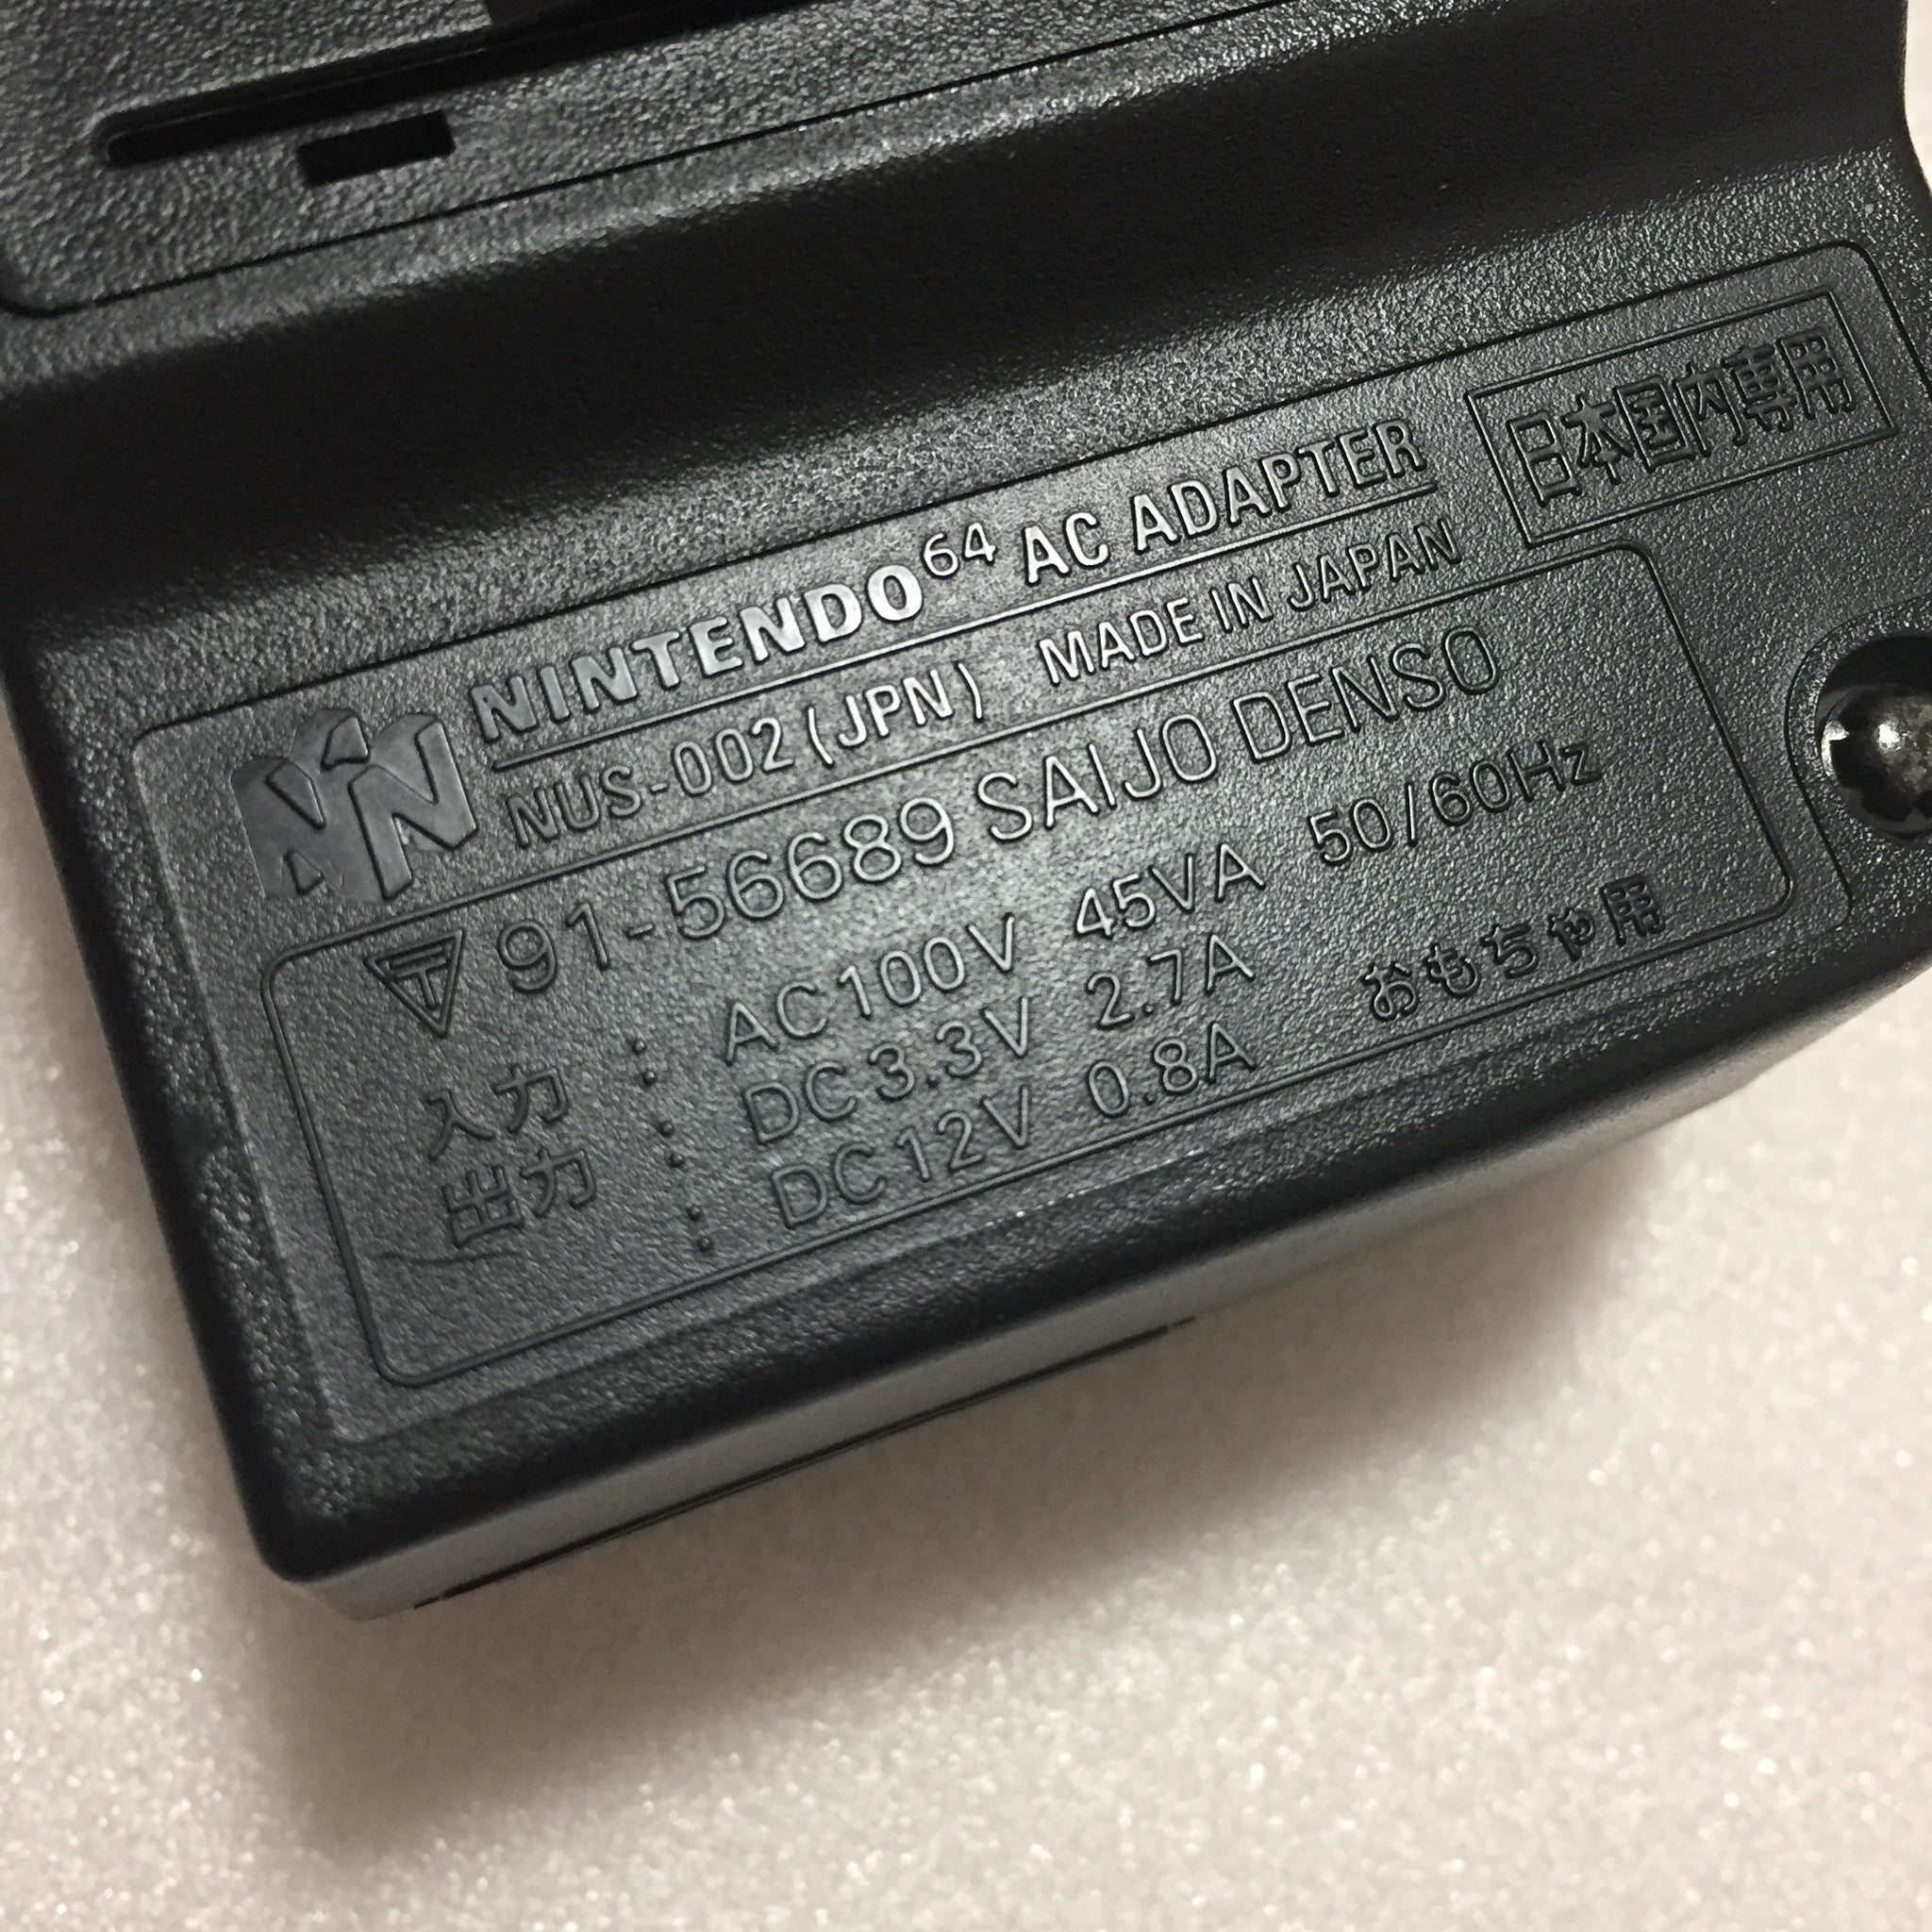 NINTENDO64 AC ADAPTER
日本国内専用
NUS-002(JPN) MADE IN JAPAN
T 91-56689 SAIJO DENSO
入力 : AC100V 45VA 50/60Hz
出力 : DC3.3V 2.7A
: DC12V 0.8A
おもちゃ用